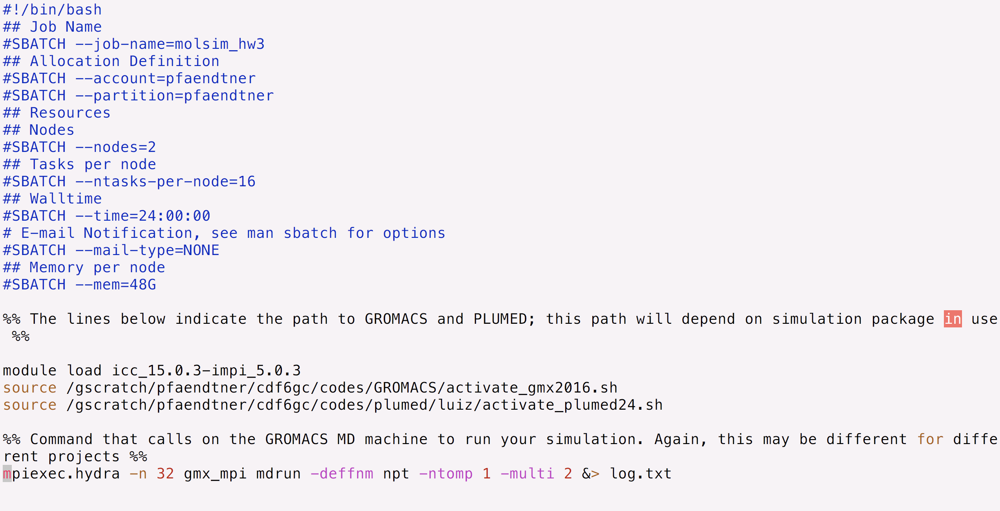 #!/bin/bash
## Job Name
#SBATCH --job-name=molsim_hw3
## Allocation Definition
#SBATCH --account=pfaendtner
#SBATCH --partition=pfaendtner
## Resources
## Nodes
#SBATCH --nodes=2
## Tasks per node
#SBATCH --ntasks-per-node=16
## Walltime
#SBATCH --time=24:00:00
# E-mail Notification, see man sbatch for options
#SBATCH --mail-type=NONE
## Memory per node
#SBATCH --mem=48G
%% The lines below indicate the path to GROMACS and PLUMED; this path will depend on simulation package in use
%%
module load icc_15.0.3-impi_5.0.3
source /gscratch/pfaendtner/cdf6gc/codes/GROMACS/activate_gmx2016.sh
source /gscratch/pfaendtner/cdf6gc/codes/plumed/luiz/activate_plumed24.sh
%% Command that calls on the GROMACS MD machine to run your simulation. Again, this may be different for diffe
rent projects %%
mpiexec.hydra -n 32 gmx_mpi mdrun -deffnm npt -ntomp 1 -multi 2 &> log.txt